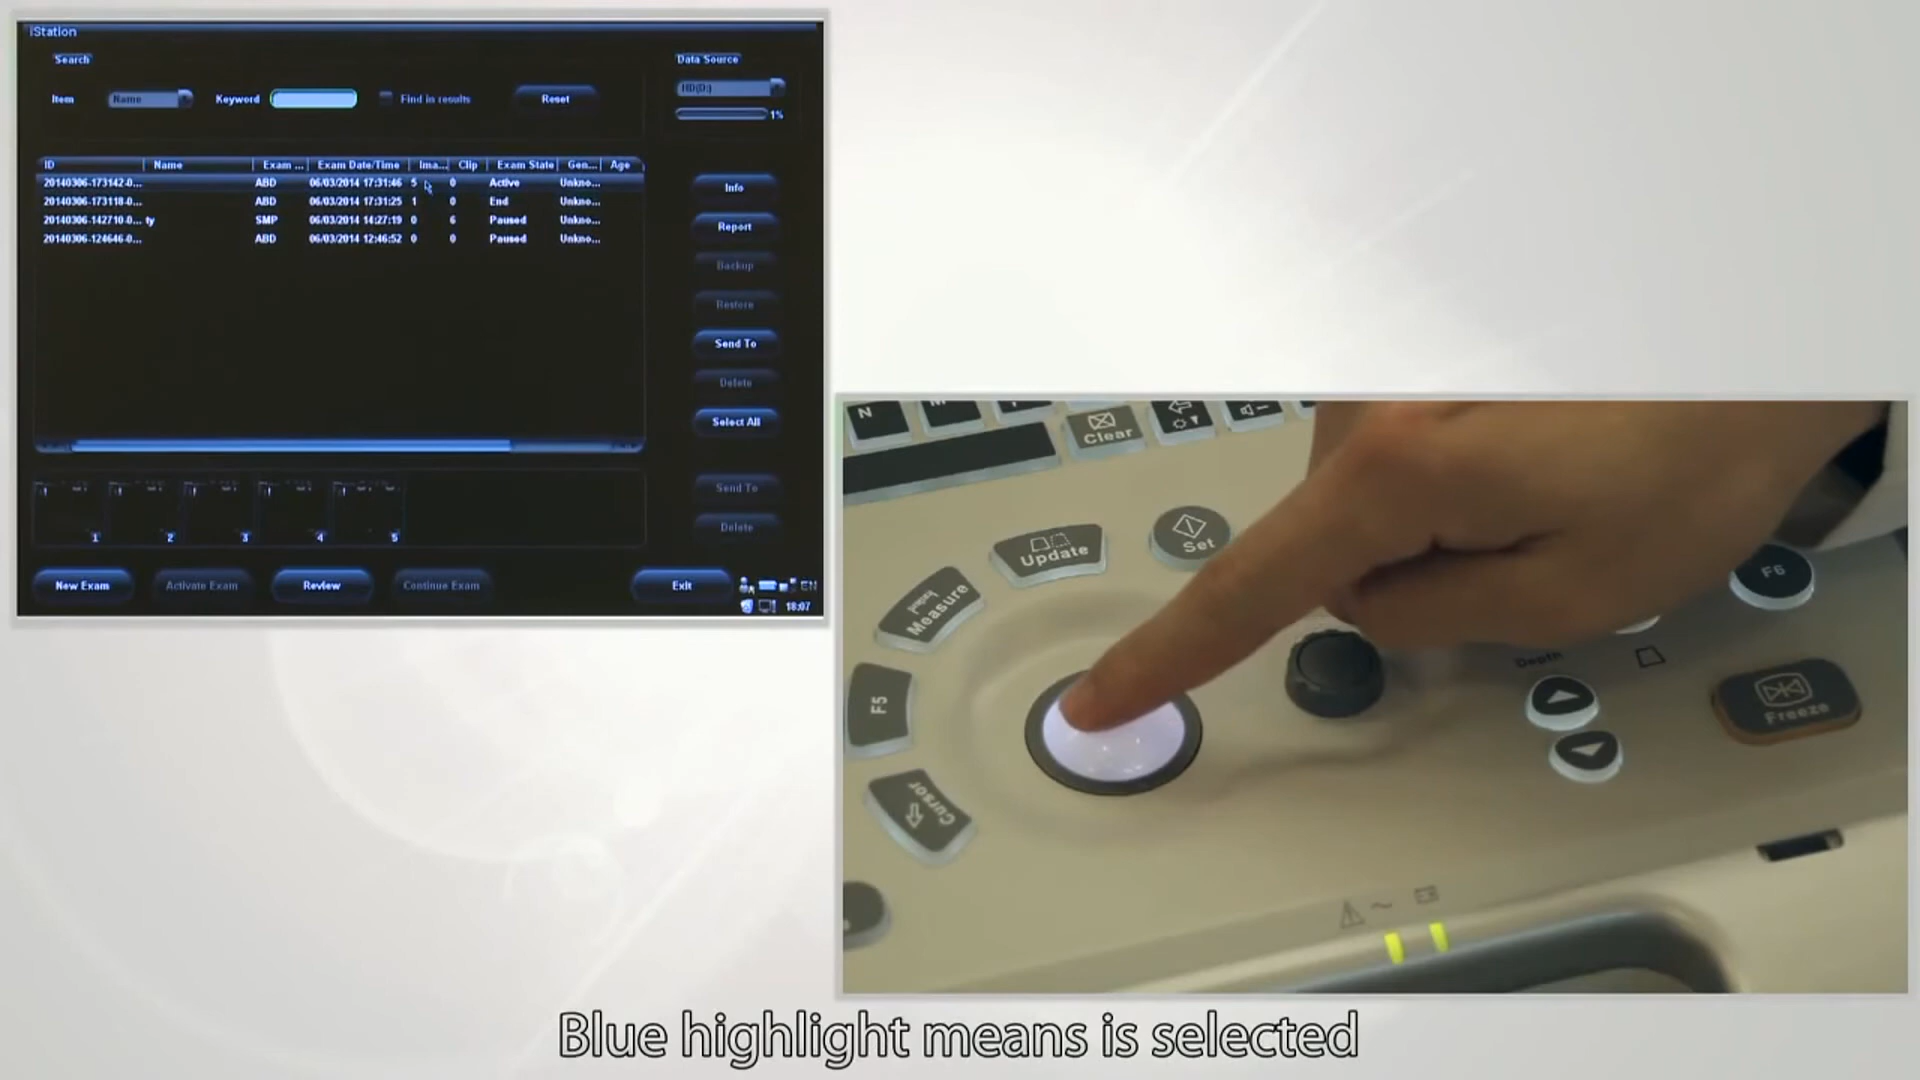 iStation
Search
Data Source
Item Name Keyword Find in results Reset
HD(D:)
1%
ID Name Exam ... Exam Date/Time Ima... Clip Exam State Gen... Age
20140306-173142-0... ABD 06/03/2014 17:31:46 5 0 Active Unkno...
20140306-173118-0... ABD 06/03/2014 17:31:25 1 0 End Unkno...
20140306-142710-0... ty SMP 06/03/2014 14:27:19 0 6 Paused Unkno...
20140306-124646-0... ABD 06/03/2014 12:46:52 0 0 Paused Unkno...
Info
Report
Backup
Restore
Send To
Delete
Select All
Send To
Delete
1 2 3 4 5
New Exam Activate Exam Review Continue Exam Exit
EN
18:07
N M
Clear
Update
Set
Measure
F5
Cursor
F6
Depth
Freeze
Blue highlight means is selected